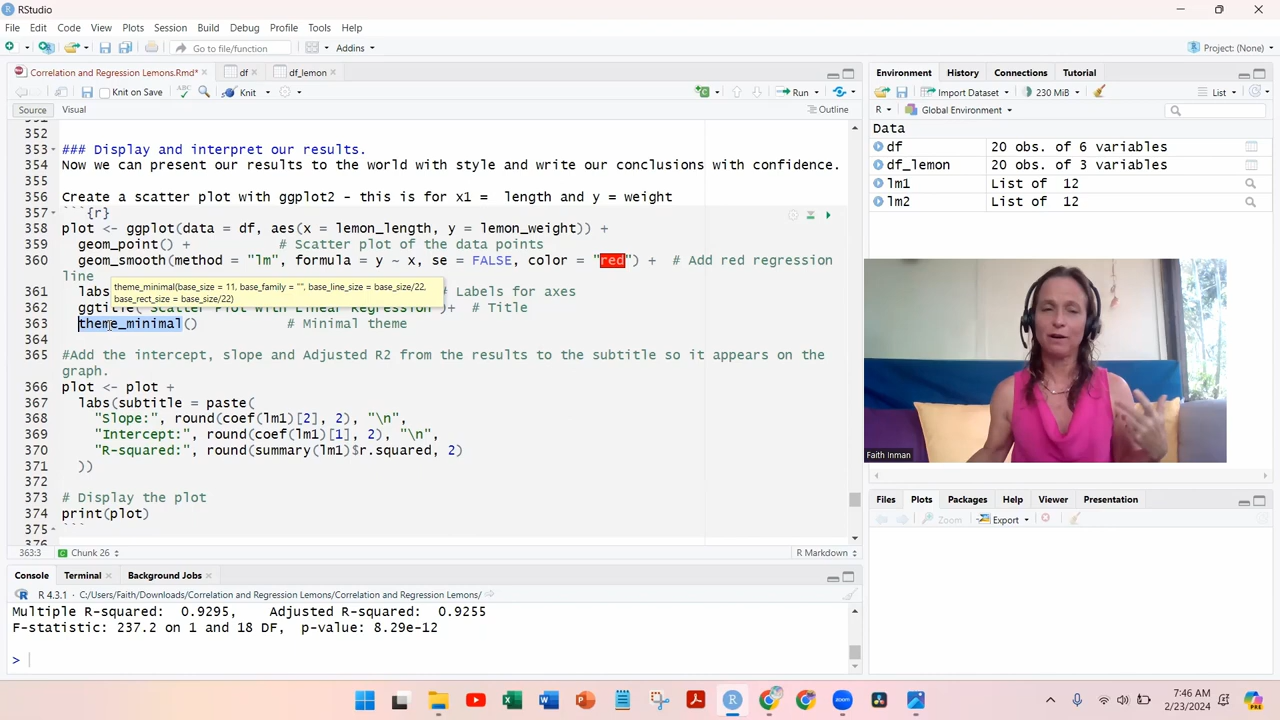 RStudio
File Edit Code View Plots Session Build Debug Profile Tools Help
Go to file/function
Addins
Project: (None)
Correlation and Regression Lemons.Rmd*
df
df_lemon
Knit on Save
Knit
Run
Source
Visual
Outline
352
353 ### Display and interpret our results.
354 Now we can present our results to the world with style and write our conclusions with confidence.
355
356 Create a scatter plot with ggplot2 - this is for x1 = length and y = weight
357 ```{r}
358 plot <- ggplot(data = df, aes(x = lemon_length, y = lemon_weight)) +
359 geom_point() + # Scatter plot of the data points
360 geom_smooth(method = "lm", formula = y ~ x, se = FALSE, color = "red") + # Add red regression
line
theme_minimal(base_size = 11, base_family = "", base_line_size = base_size/22,
base_rect_size = base_size/22)
361 labs # Labels for axes
362 ggtitle("Scatter Plot with Linear Regression")+ # Title
363 theme_minimal() # Minimal theme
364
365 #Add the intercept, slope and Adjusted R2 from the results to the subtitle so it appears on the
graph.
366 plot <- plot +
367 labs(subtitle = paste(
368 "Slope:", round(coef(lm1)[2], 2), "\n",
369 "Intercept:", round(coef(lm1)[1], 2), "\n",
370 "R-squared:", round(summary(lm1)$r.squared, 2)
371 ))
372
373 # Display the plot
374 print(plot)
375 ```
363:3 Chunk 26 R Markdown
Console Terminal Background Jobs
R 4.3.1 · C:/Users/Faith/Downloads/Correlation and Regression Lemons/Correlation and Regression Lemons/
Multiple R-squared: 0.9295, Adjusted R-squared: 0.9255
F-statistic: 237.2 on 1 and 18 DF, p-value: 8.29e-12
>
Environment History Connections Tutorial
Import Dataset 230 MiB List
R Global Environment
Data
df 20 obs. of 6 variables
df_lemon 20 obs. of 3 variables
lm1 List of 12
lm2 List of 12
Faith Inman
Files Plots Packages Help Viewer Presentation
Zoom Export
7:46 AM
2/23/2024